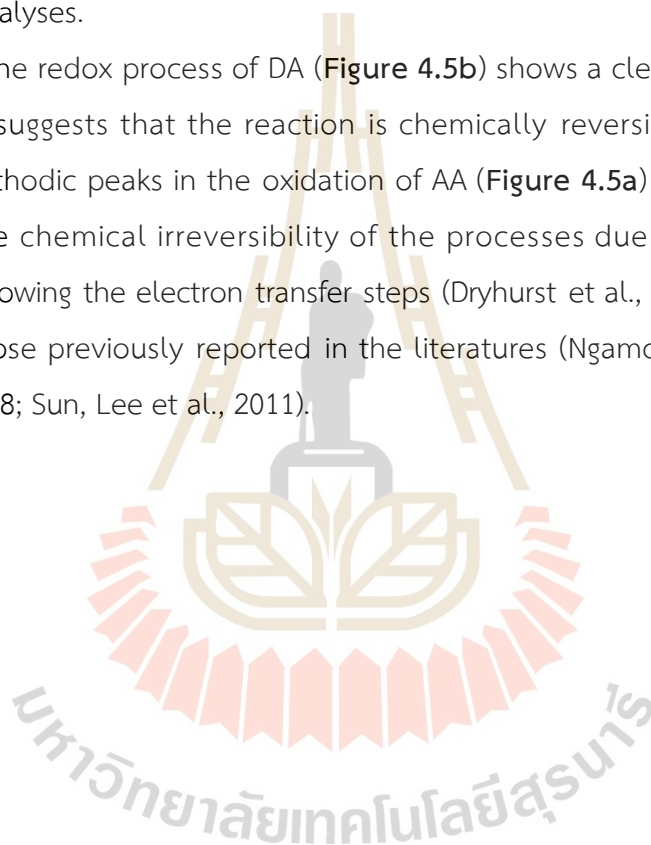 alyses.
he redox process of DA (Figure 4.5b) shows a cle
suggests that the reaction is chemically reversi
thodic peaks in the oxidation of AA (Figure 4.5a)
e chemical irreversibility of the processes due
owing the electron transfer steps (Dryhurst et al.,
ose previously reported in the literatures (Ngamc
8; Sun, Lee et al., 2011).
มหาวิทยาลัยเทคโนโลยีสุรนารี